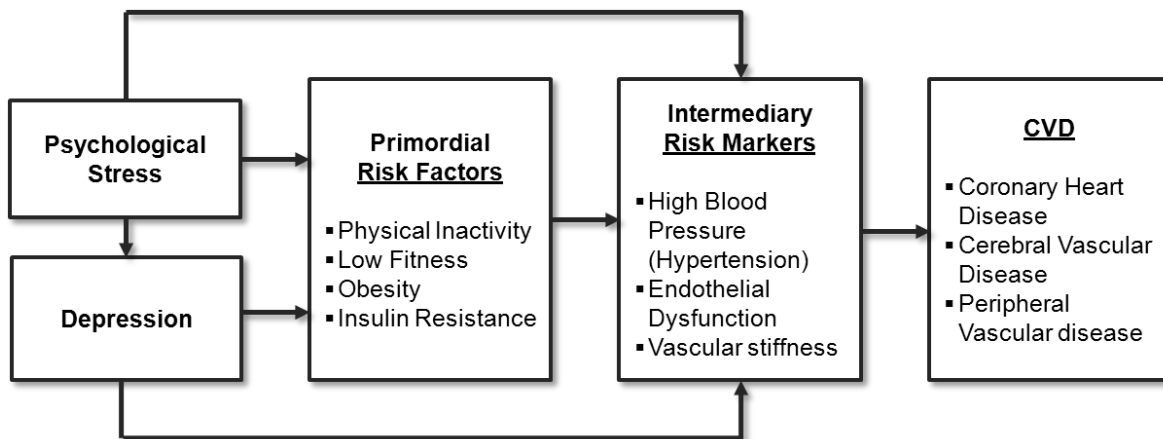 Psychological
Stress
Depression
Primordial
Risk Factors
▪Physical Inactivity
▪Low Fitness
▪Obesity
▪Insulin Resistance
Intermediary
Risk Markers
▪High Blood
Pressure
(Hypertension)
▪Endothelial
Dysfunction
▪Vascular stiffness
CVD
▪Coronary Heart
Disease
▪Cerebral Vascular
Disease
▪Peripheral
Vascular disease